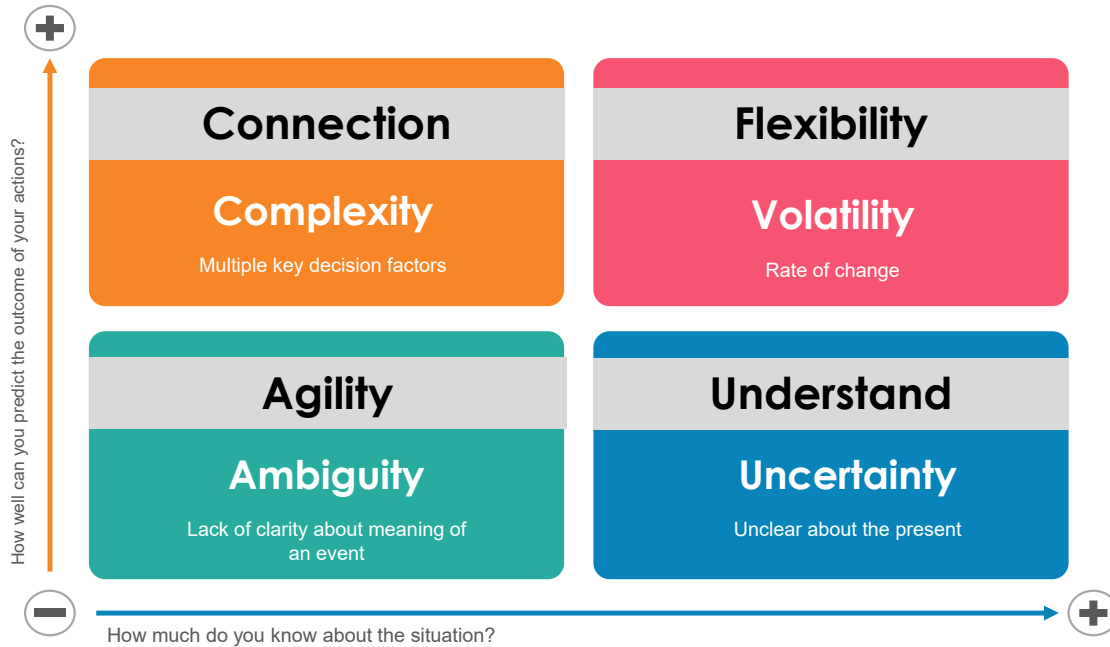 How well can you predict the outcome of your actions?
Connection
Complexity
Multiple key decision factors
Flexibility
Volatility
Rate of change
Agility
Ambiguity
Lack of clarity about meaning of
an event
Understand
Uncertainty
Unclear about the present
How much do you know about the situation?